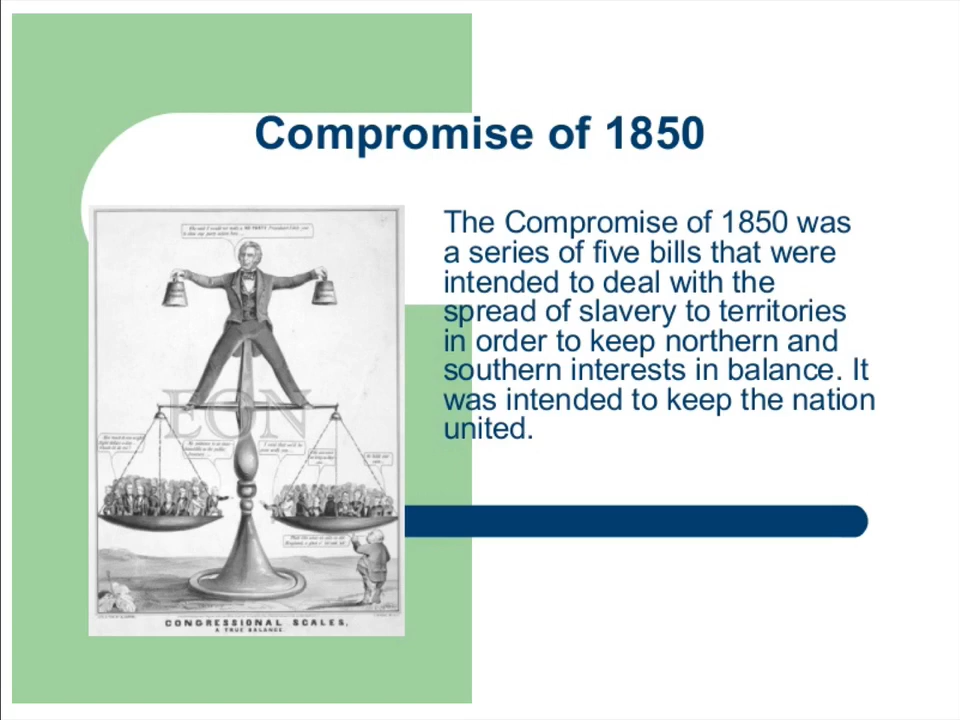 Compromise of 1850
The Compromise of 1850 was
a series of five bills that were
intended to deal with the
spread of slavery to territories
in order to keep northern and
southern interests in balance. It
was intended to keep the nation
united.
EON
CONGRESSIONAL SCALES,
A TRUE BALANCE.